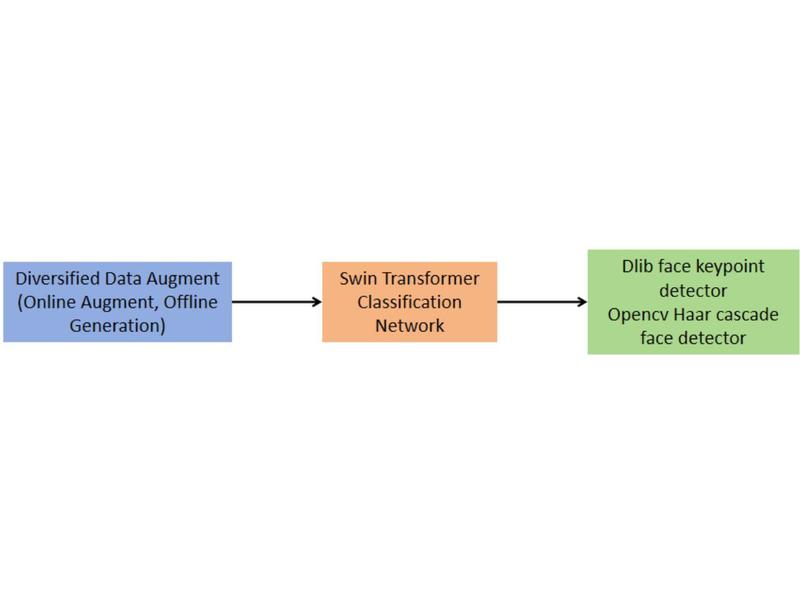 Diversified Data Augment
(Online Augment, Offline
Generation)
Swin Transformer
Classification
Network
Dlib face keypoint
detector
Opencv Haar cascade
face detector